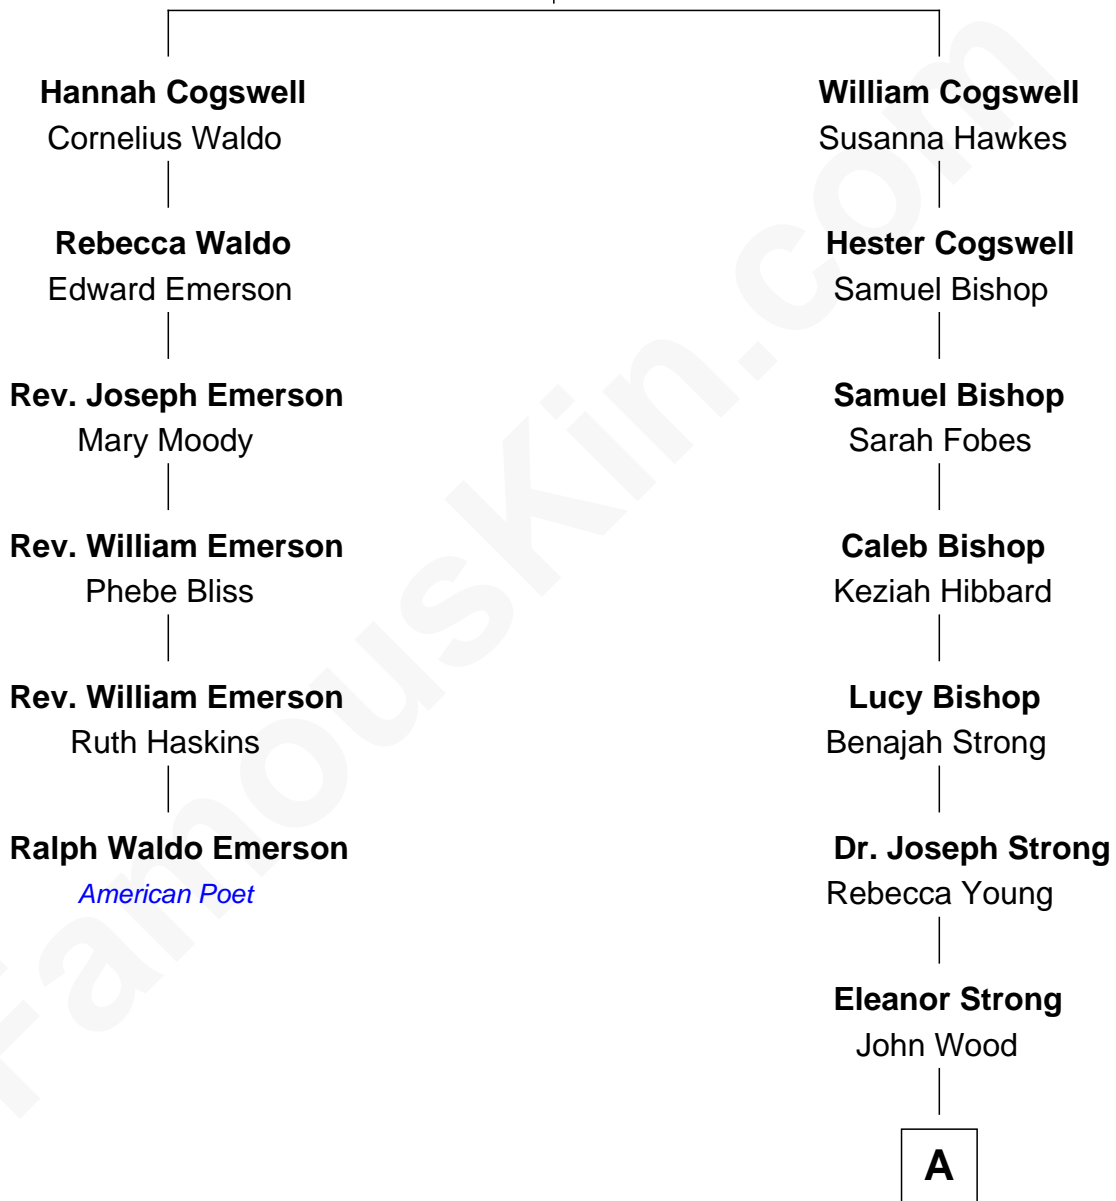 Hannah Cogswell
Cornelius Waldo
Rebecca Waldo
Edward Emerson
Rev. Joseph Emerson
Mary Moody
Rev. William Emerson
Phebe Bliss
Rev. William Emerson
Ruth Haskins
Ralph Waldo Emerson
American Poet
William Cogswell
Susanna Hawkes
Hester Cogswell
Samuel Bishop
Samuel Bishop
Sarah Fobes
Caleb Bishop
Keziah Hibbard
Lucy Bishop
Benajah Strong
Dr. Joseph Strong
Rebecca Young
Eleanor Strong
John Wood
A
FamousKin.com